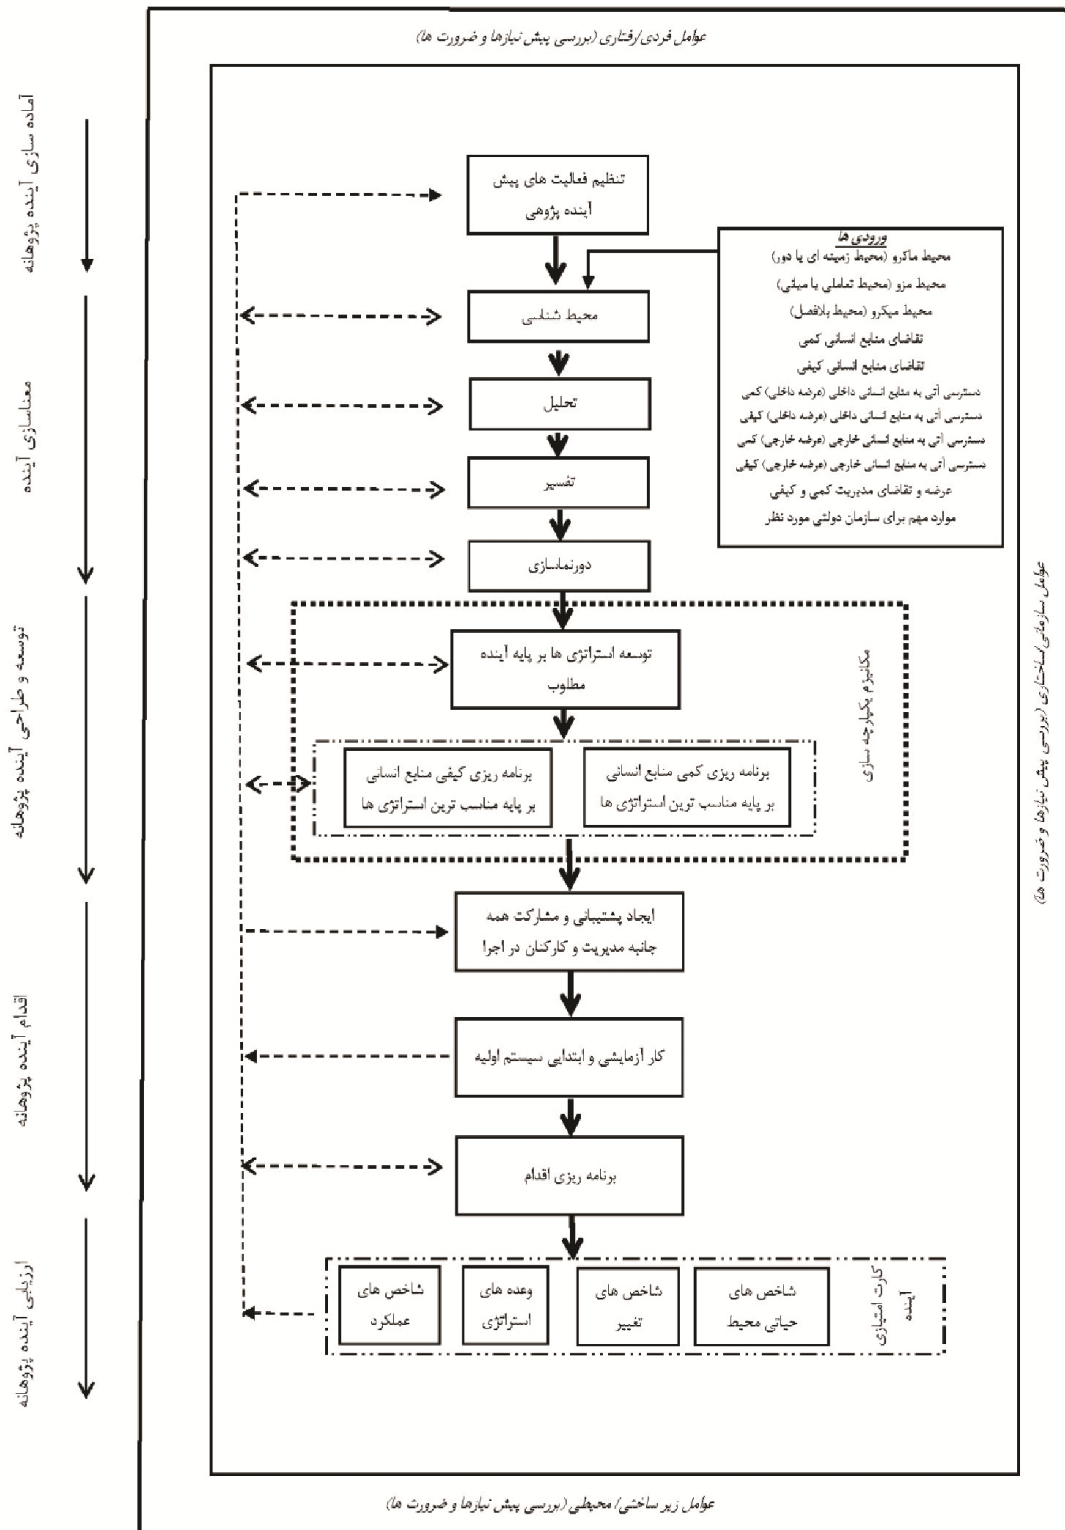 عوامل فردی/رفتاری (بررسی پیش نیازها و ضرورت ها)
آماده سازی آینده پژوهانه
معناسازی آینده
توسعه و طراحی آینده پژوهانه
اقدام آینده پژوهانه
ارزیابی آینده پژوهانه
تنظیم فعالیت های پیش
آینده پژوهی
ورودی ها
محیط ماکرو (محیط زمینه ای یا دور)
محیط مزو (محیط تعاملی یا میانی)
محیط میکرو (محیط بلافصل)
تقاضای منابع انسانی کمی
تقاضای منابع انسانی کیفی
دسترسی آتی به منابع انسانی داخلی (عرضه داخلی) کمی
دسترسی آتی به منابع انسانی داخلی (عرضه داخلی) کیفی
دسترسی آتی به منابع انسانی خارجی (عرضه خارجی) کمی
دسترسی آتی به منابع انسانی خارجی (عرضه خارجی) کیفی
عرضه و تقاضای مدیریت کمی و کیفی
موارد مهم برای سازمان دولتی مورد نظر
محیط شناسی
تحلیل
تفسیر
دورنماسازی
توسعه استراتژی ها بر پایه آینده
مطلوب
مکانیزم یکپارچه سازی
برنامه ریزی کمی منابع انسانی
بر پایه مناسب ترین استراتژی ها
برنامه ریزی کیفی منابع انسانی
بر پایه مناسب ترین استراتژی ها
ایجاد پشتیبانی و مشارکت همه
جانبه مدیریت و کارکنان در اجرا
کار آزمایشی و ابتدایی سیستم اولیه
برنامه ریزی اقدام
کارت امتیازی
آینده
شاخص های
حیاتی محیط
شاخص های
تغییر
وعده های
استراتژی
شاخص های
عملکرد
عوامل سازمانی/ساختاری (بررسی پیش نیازها و ضرورت ها)
عوامل زیر ساختی/ محیطی (بررسی پیش نیازها و ضرورت ها)